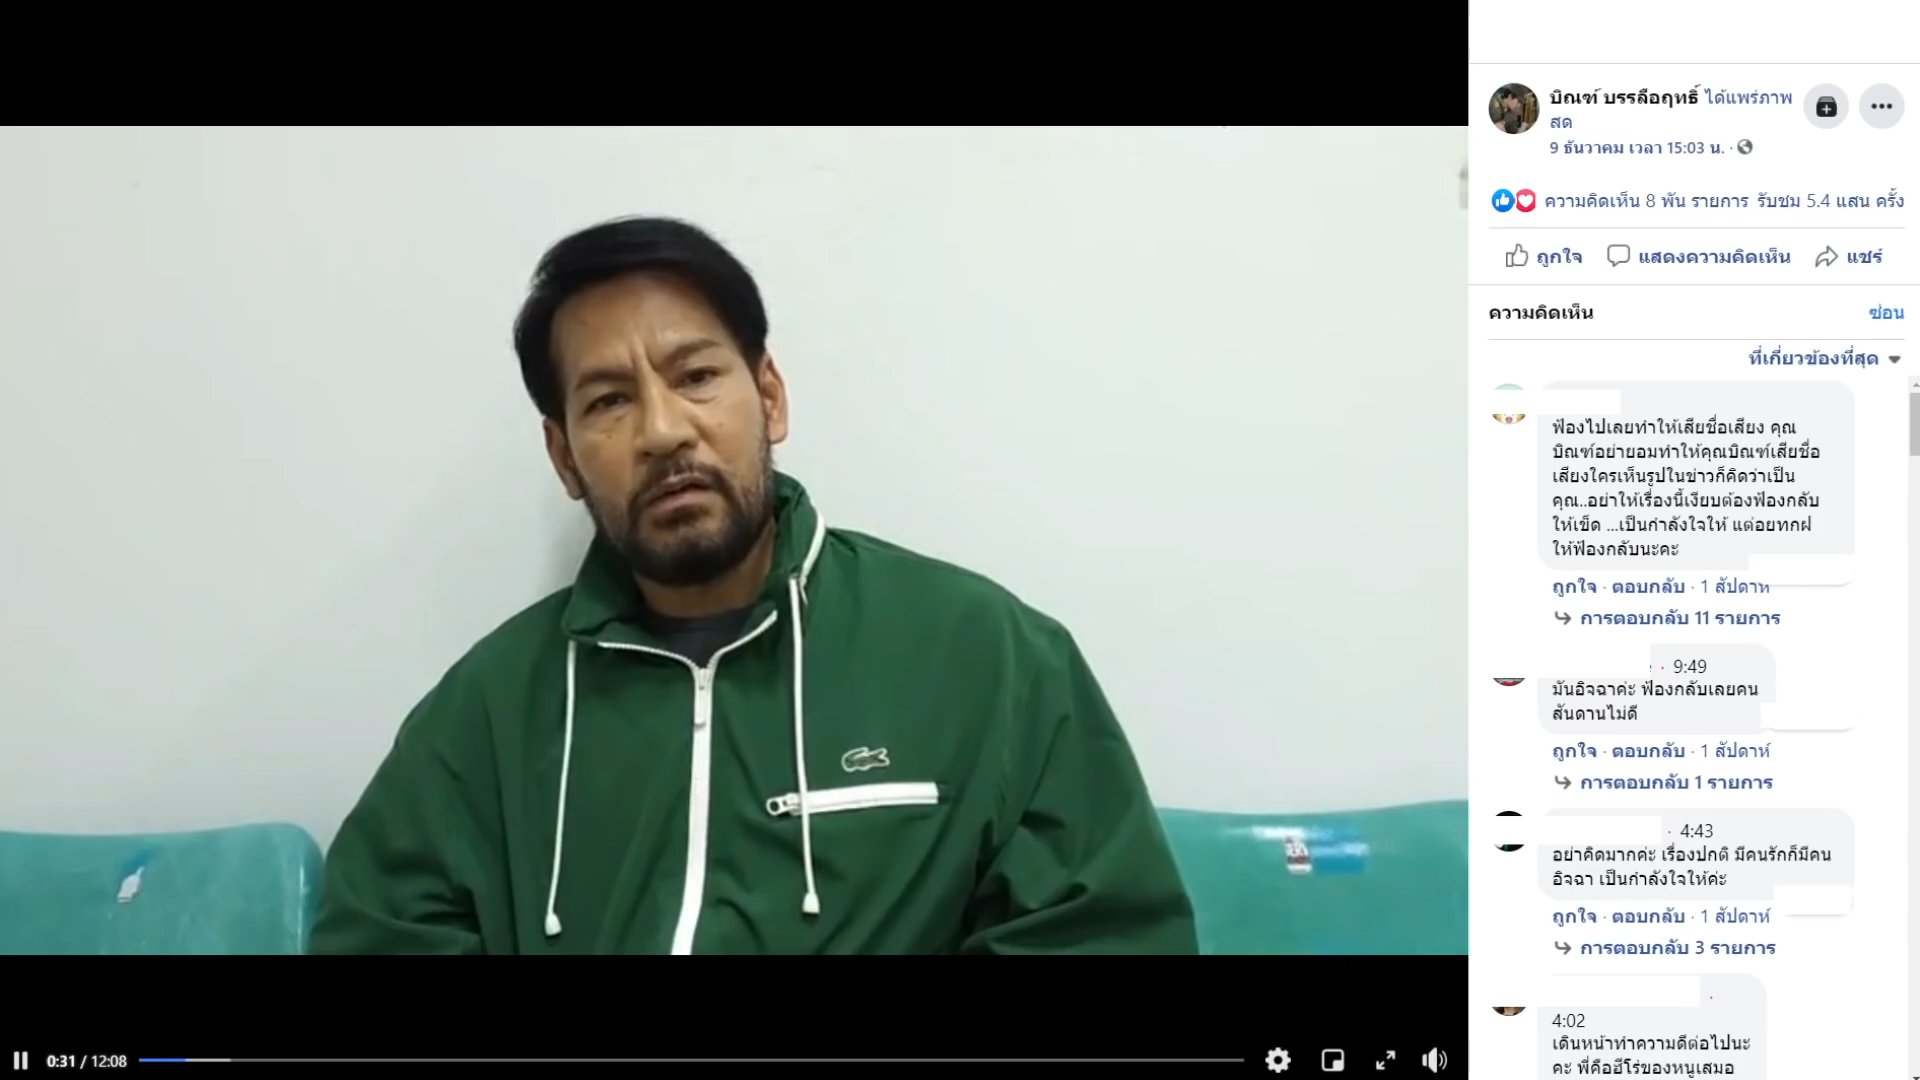 บิณฑ์ บรรลือฤทธิ์ ได้แพร่ภาพ
สด
9 ธันวาคม เวลา 15:03 น. ·
ความคิดเห็น 8 พัน รายการ รับชม 5.4 แสน ครั้ง
ถูกใจ แสดงความคิดเห็น แชร์
ความคิดเห็น ซ่อน
ที่เกี่ยวข้องที่สุด
ฟ้องไปเลยทำให้เสียชื่อเสียง คุณ
บิณฑ์อย่ายอมทำให้คุณบิณฑ์เสียชื่อ
เสียงใครเห็นรูปในข่าวก็คิดว่าเป็น
คุณ..อย่าให้เรื่องนี้เงียบต้องฟ้องกลับ
ให้เข็ด ...เป็นกำลังใจให้ แต่อยทกฝ
ให้ฟ้องกลับนะคะ
ถูกใจ · ตอบกลับ · 1 สัปดาห์
การตอบกลับ 11 รายการ
· 9:49
มันอิจฉาค่ะ ฟ้องกลับเลยคน
สันดานไม่ดี
ถูกใจ · ตอบกลับ · 1 สัปดาห์
การตอบกลับ 1 รายการ
· 4:43
อย่าคิดมากค่ะ เรื่องปกติ มีคนรักก็มีคน
อิจฉา เป็นกำลังใจให้ค่ะ
ถูกใจ · ตอบกลับ · 1 สัปดาห์
การตอบกลับ 3 รายการ
·
4:02
เดินหน้าทำความดีต่อไปนะ
คะ พี่คือฮีโร่ของหนูเสมอ
0:31 / 12:08